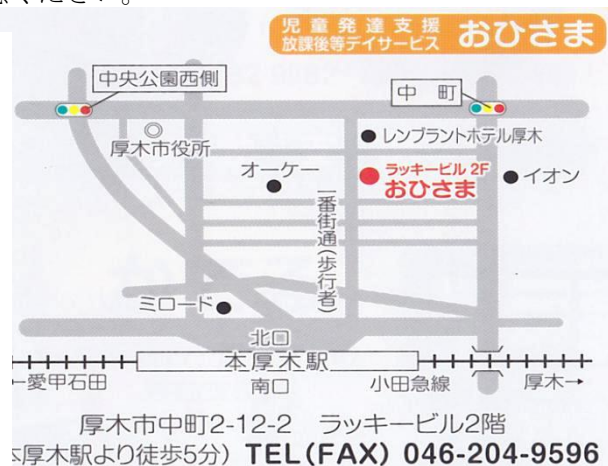 ください。
児童発達支援
放課後等デイサービス おひさま
中央公園西側
中町
厚木市役所
レンブラントホテル厚木
オーケー
ラッキービル 2F
おひさま
イオン
一番街通(歩行者)
ミロード
北口
本厚木駅
←愛甲石田
南口
小田急線
厚木→
厚木市中町2-12-2 ラッキービル2階
本厚木駅より徒歩5分) TEL(FAX) 046-204-9596